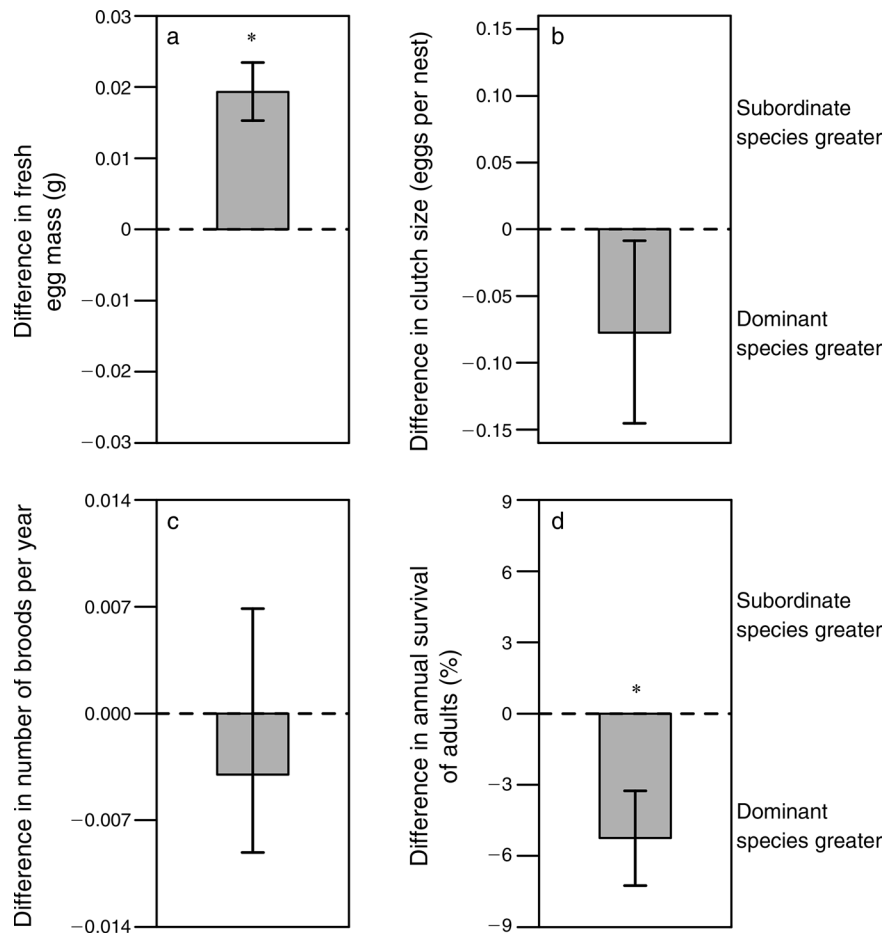 Difference in fresh
egg mass (g)
0.03
0.02
0.01
0
−0.01
−0.02
−0.03
a
*
Difference in clutch size (eggs per nest)
0.15
0.10
0.05
0
−0.05
−0.10
−0.15
b
Subordinate
species greater
Dominant
species greater
Difference in number of broods per year
0.014
0.007
0.000
−0.007
−0.014
c
Difference in annual survival
of adults (%)
9
6
3
0
−3
−6
−9
d
*
Subordinate
species greater
Dominant
species greater